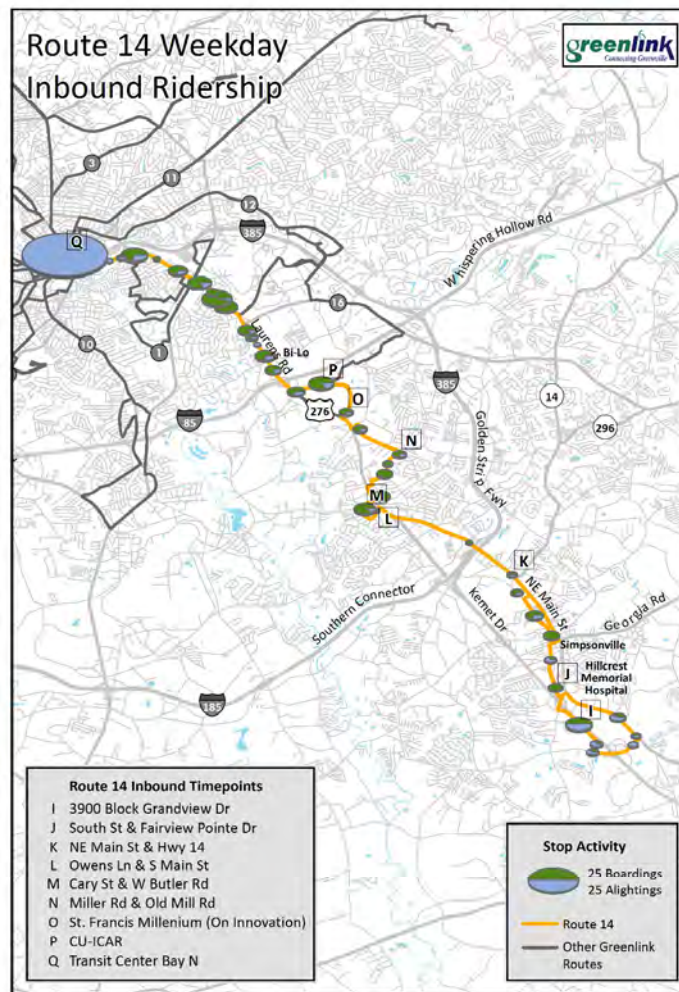 Route 14 Weekday
Inbound Ridership
greenlink
Connecting Greenville
3
11
12
385
Q
Whispering Hollow Rd
16
10
1
Laurens Rd
Bi-Lo
P
385
14
276
O
85
296
N
Golden Strip Fwy
M
L
K
Southern Connector
NE Main St
Kemet Dr
Georgia Rd
Simpsonville
J
Hillcrest
Memorial
Hospital
185
I
Route 14 Inbound Timepoints
I 3900 Block Grandview Dr
J South St & Fairview Pointe Dr
K NE Main St & Hwy 14
L Owens Ln & S Main St
M Cary St & W Butler Rd
N Miller Rd & Old Mill Rd
O St. Francis Millenium (On Innovation)
P CU-ICAR
Q Transit Center Bay N
Stop Activity
25 Boardings
25 Alightings
Route 14
Other Greenlink
Routes